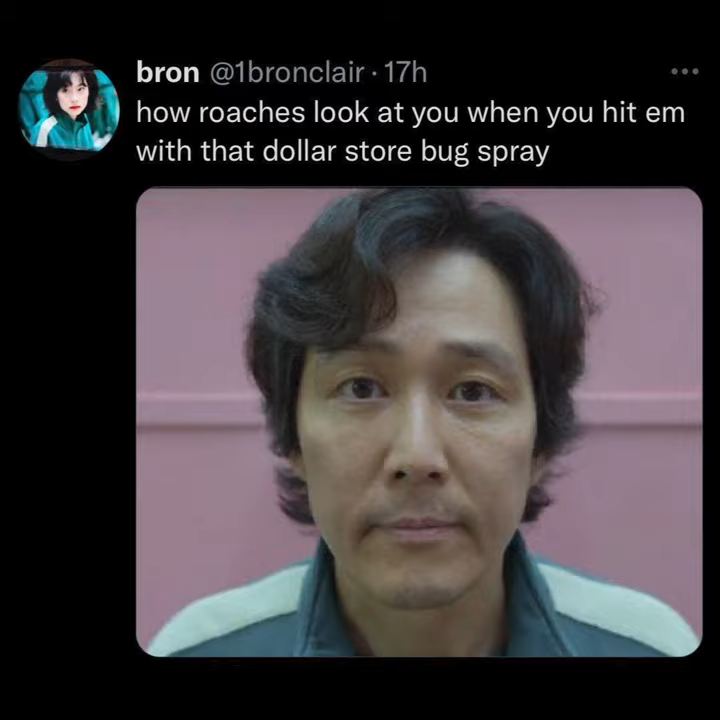 bron @1bronclair · 17h
how roaches look at you when you hit em
with that dollar store bug spray